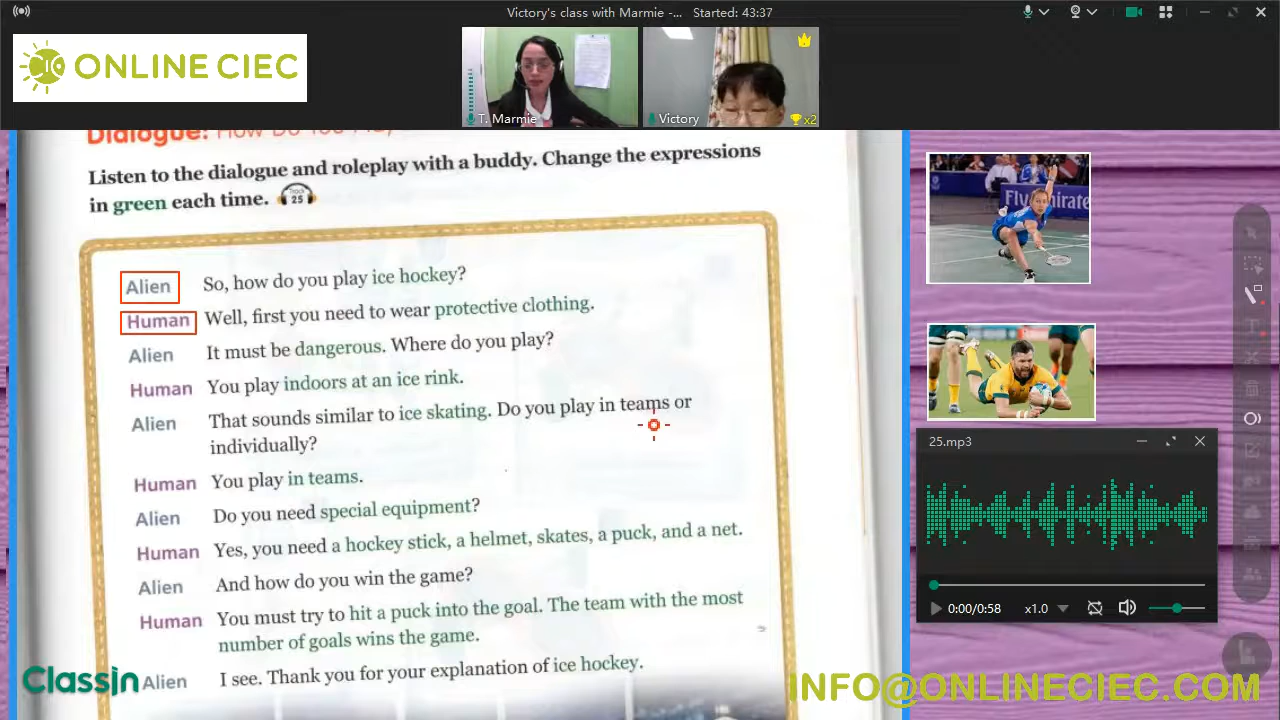 Victory's class with Marmie -... Started: 43:37
ONLINE CIEC
T. Marmie
Victory
x2
Dialogue:
Listen to the dialogue and roleplay with a buddy. Change the expressions
in green each time.
Track
25
Alien So, how do you play ice hockey?
Human Well, first you need to wear protective clothing.
Alien It must be dangerous. Where do you play?
Human You play indoors at an ice rink.
Alien That sounds similar to ice skating. Do you play in teams or
individually?
Human You play in teams.
Alien Do you need special equipment?
Human Yes, you need a hockey stick, a helmet, skates, a puck, and a net.
Alien And how do you win the game?
Human You must try to hit a puck into the goal. The team with the most
number of goals wins the game.
Alien I see. Thank you for your explanation of ice hockey.
Fly Emirates
25.mp3
0:00/0:58
x1.0
ClassIn
INFO@ONLINECIEC.COM